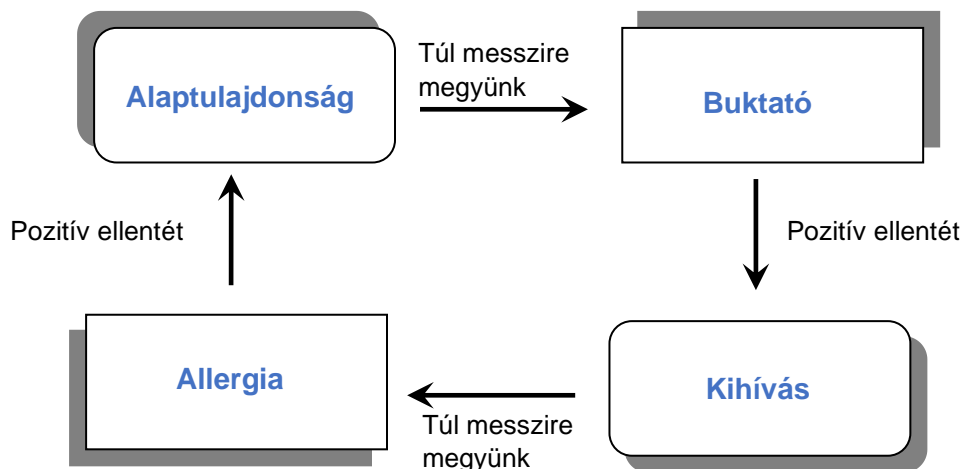 Alaptulajdonság
Túl messzire
megyünk
Buktató
Pozitív ellentét
Pozitív ellentét
Allergia
Túl messzire
megyünk
Kihívás